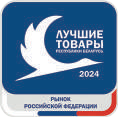 ЛУЧШИЕ
ТОВАРЫ
РЕСПУБЛИКИ БЕЛАРУСЬ
2024
РЫНОК
РОССИЙСКОЙ ФЕДЕРАЦИИ